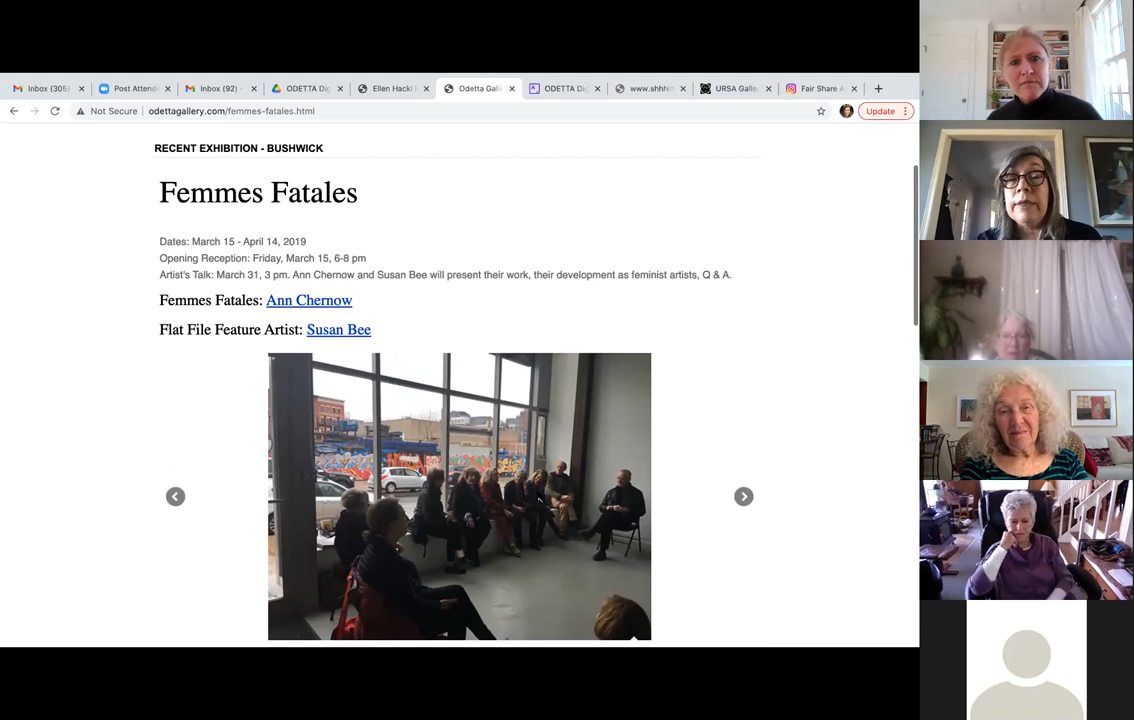 Inbox (305)
Post Attend
Inbox (92) -
ODETTA Dig
Ellen Hackl
Odetta Gall
ODETTA Dig
www.shhhin
URSA Galle
Fair Share A
Not Secure
odettagallery.com/femmes-fatales.html
Update
RECENT EXHIBITION - BUSHWICK
Femmes Fatales
Dates: March 15 - April 14, 2019
Opening Reception: Friday, March 15, 6-8 pm
Artist's Talk: March 31, 3 pm. Ann Chernow and Susan Bee will present their work, their development as feminist artists, Q & A.
Femmes Fatales: Ann Chernow
Flat File Feature Artist: Susan Bee